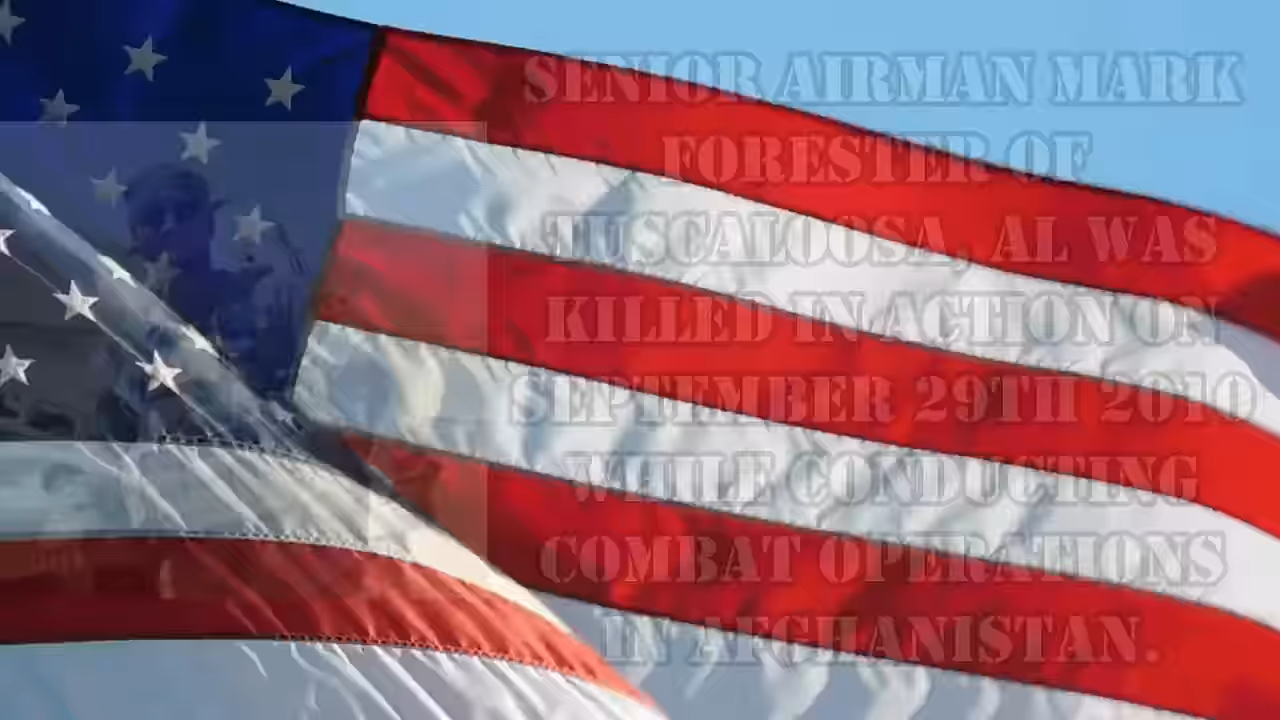 SENIOR AIRMAN MARK
FORESTER OF
TUSCALOOSA, AL WAS
KILLED IN ACTION ON
SEPTEMBER 29TH 2010
WHILE CONDUCTING
COMBAT OPERATIONS
IN AFGHANISTAN.